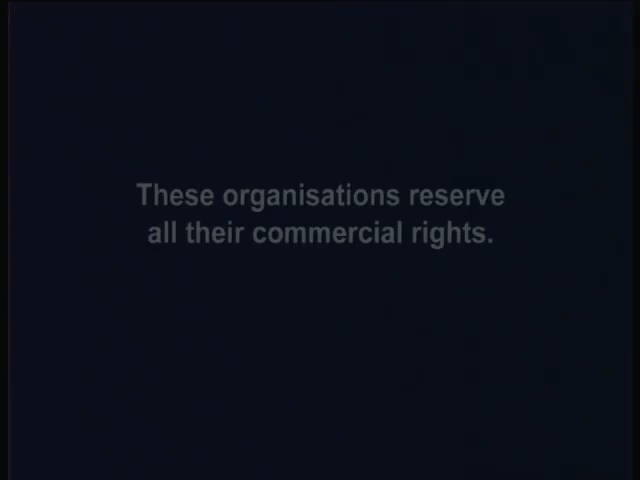 These organisations reserve
all their commercial rights.